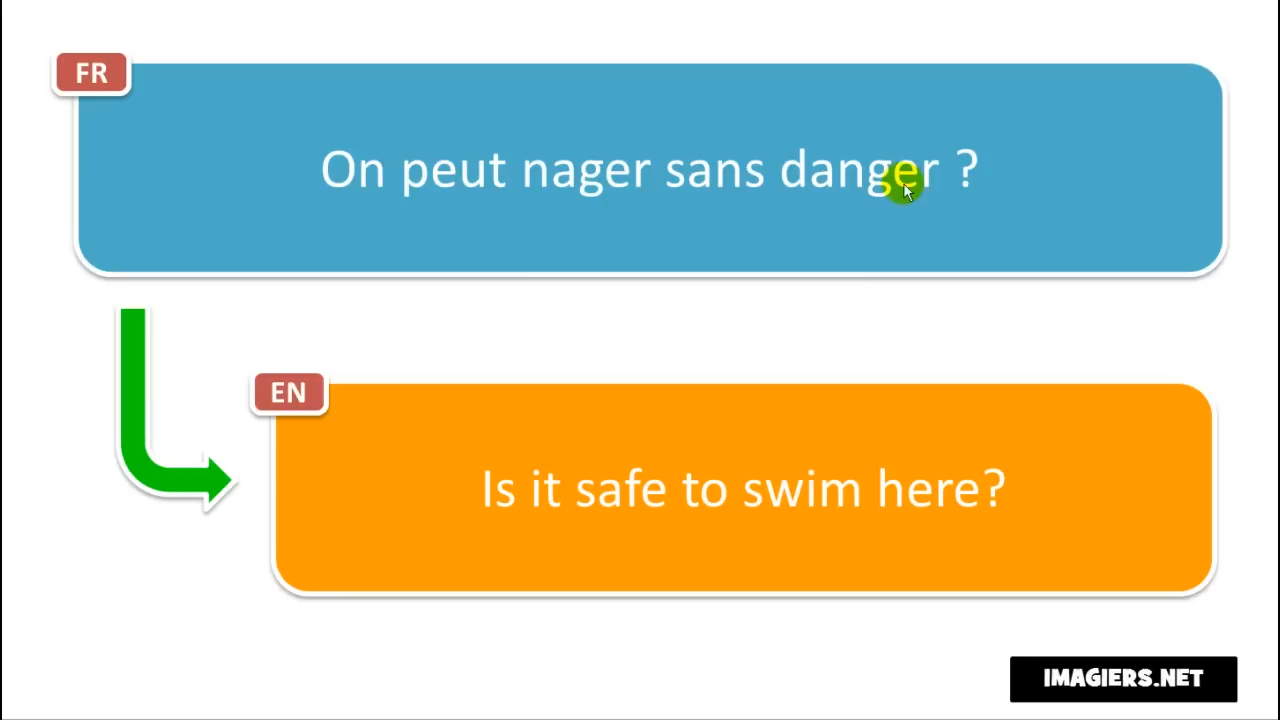 FR
On peut nager sans danger ?
EN
Is it safe to swim here?
IMAGIERS.NET